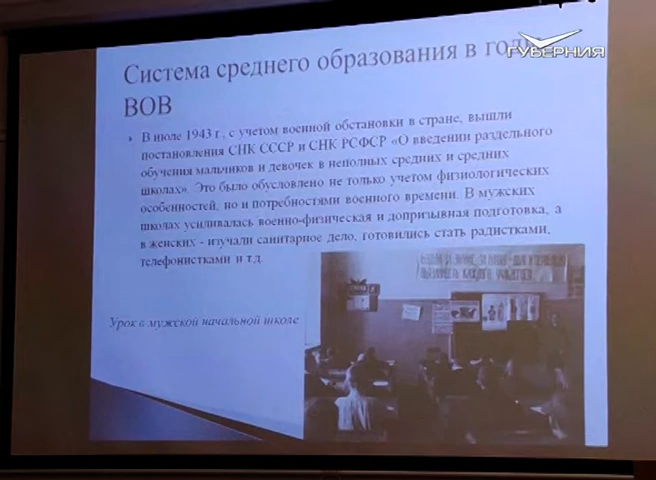 ГУБЕРНИЯ
Система среднего образования в
ВОВ
В июле 1943 г., с учетом военной обстановки в стране, вышли
постановления СНК СССР и СНК РСФСР «О введении раздельного
обучения мальчиков и девочек в неполных средних и средних
школах». Это было обусловлено не только учетом физиологических
особенностей, но и потребностями военного времени. В мужских
школах усиливалась военно-физическая и допризывная подготовка, а
в женских - изучали санитарное дело, готовились стать радистками,
телефонистками и т.д.
Урок в мужской начальной школе